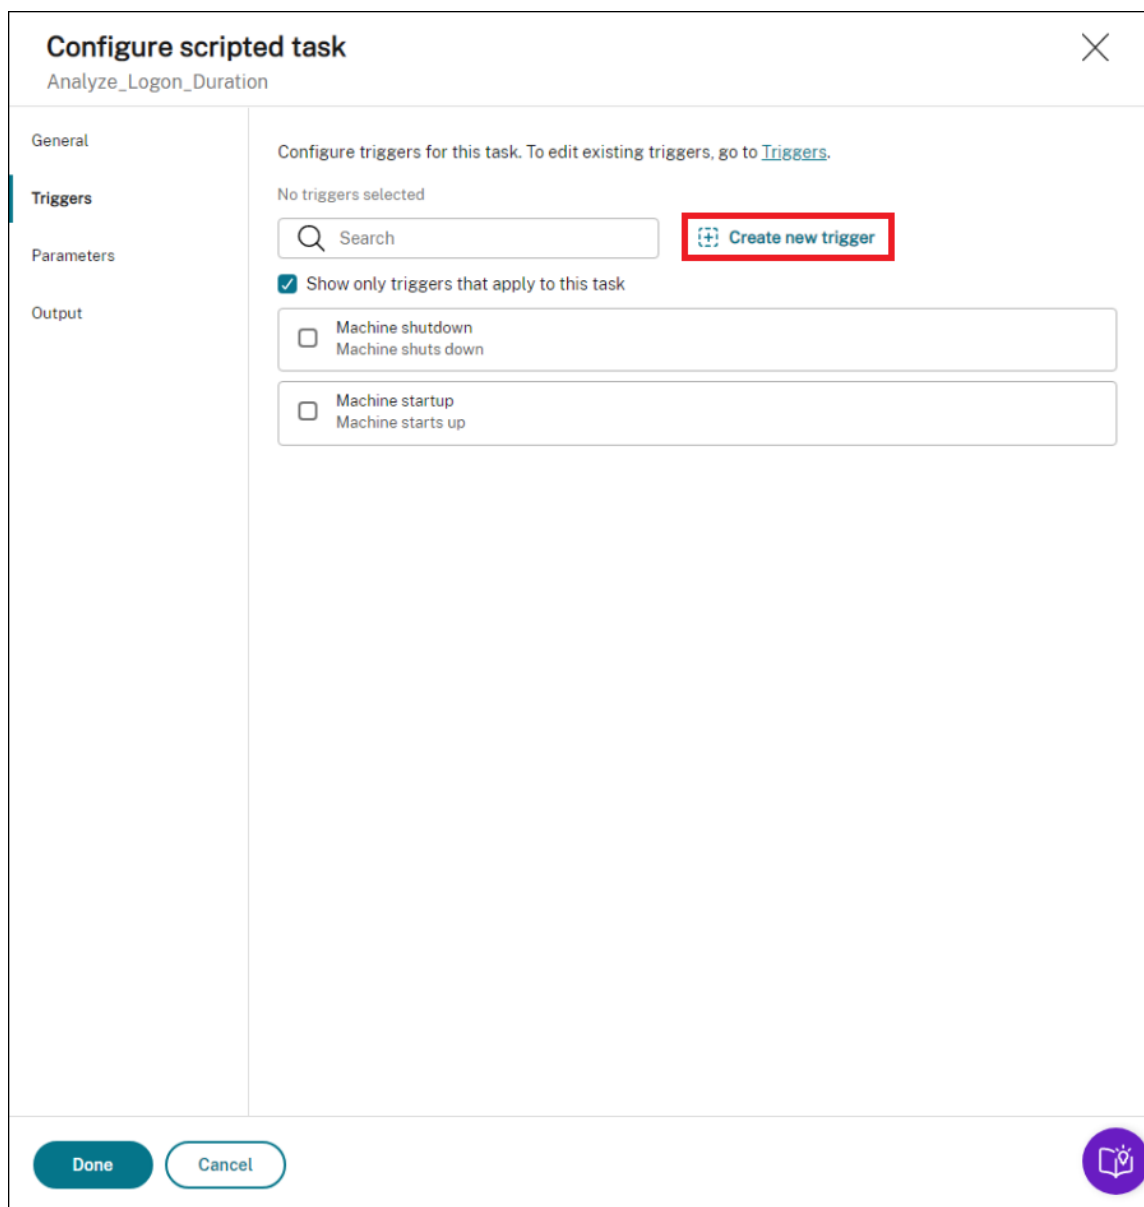 Configure scripted task
Analyze_Logon_Duration
General
Triggers
Parameters
Output
Configure triggers for this task. To edit existing triggers, go to Triggers.
No triggers selected
Search
Create new trigger
Show only triggers that apply to this task
Machine shutdown
Machine shuts down
Machine startup
Machine starts up
Done
Cancel